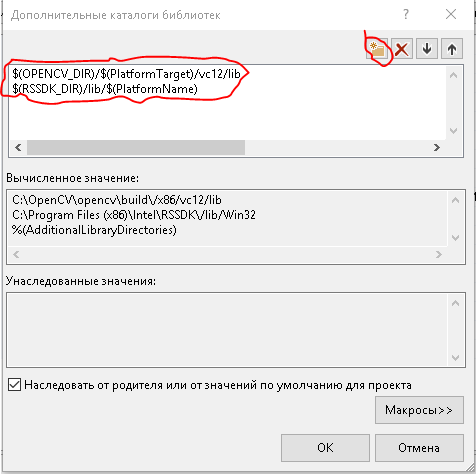 Дополнительные каталоги библиотек
$(OPENCV_DIR)/$(PlatformTarget)/vc12/lib
$(RSSDK_DIR)/lib/$(PlatformName)
Вычисленное значение:
C:\OpenCV\opencv\build\/x86/vc12/lib
C:\Program Files (x86)\Intel\RSSDK\/lib/Win32
%(AdditionalLibraryDirectories)
Унаследованные значения:
Наследовать от родителя или от значений по умолчанию для проекта
Макросы>>
OK
Отмена